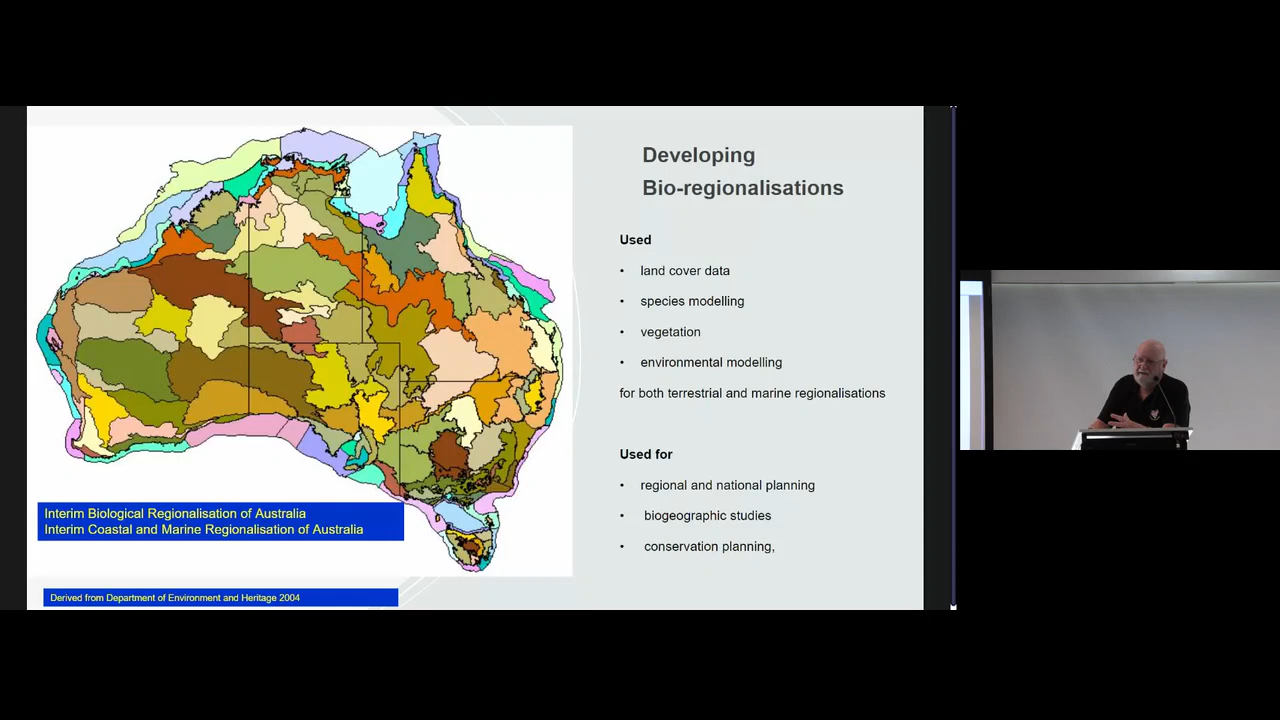 Developing
Bio-regionalisations
Used
• land cover data
• species modelling
• vegetation
• environmental modelling
for both terrestrial and marine regionalisations
Used for
• regional and national planning
• biogeographic studies
• conservation planning,
Interim Biological Regionalisation of Australia
Interim Coastal and Marine Regionalisation of Australia
Derived from Department of Environment and Heritage 2004